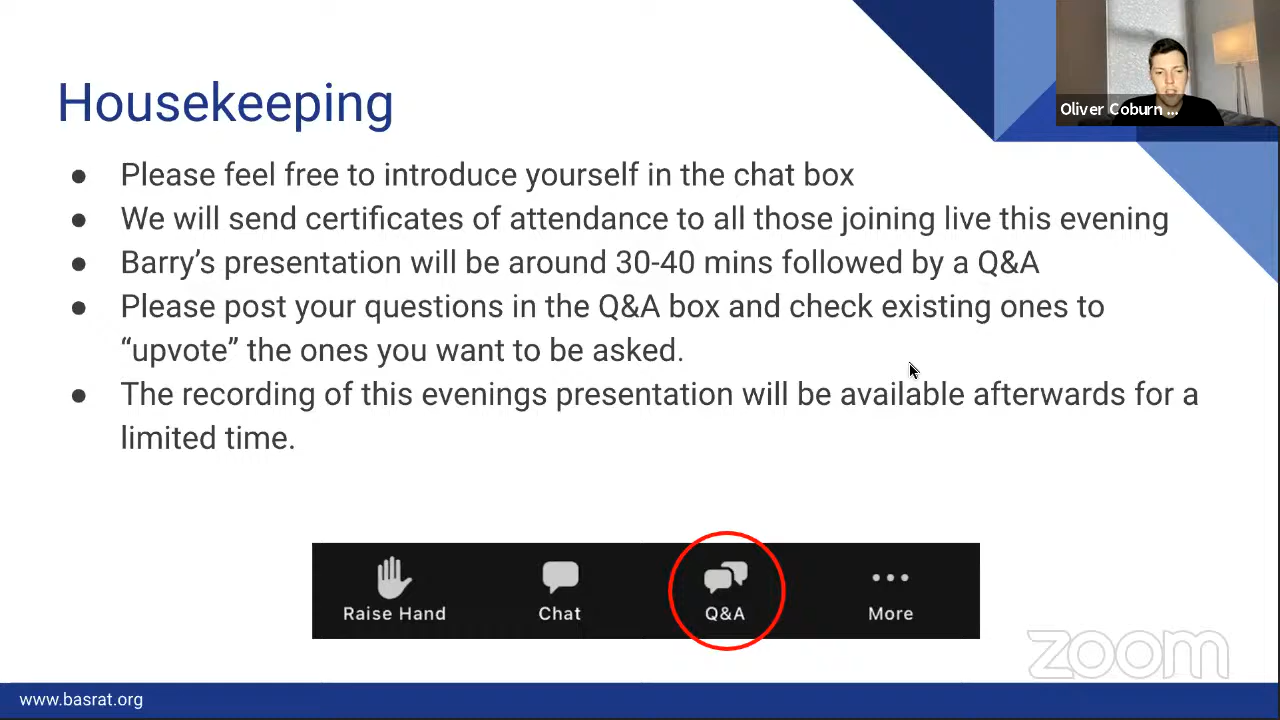 Housekeeping
Oliver Coburn ...
● Please feel free to introduce yourself in the chat box
● We will send certificates of attendance to all those joining live this evening
● Barry’s presentation will be around 30-40 mins followed by a Q&A
● Please post your questions in the Q&A box and check existing ones to
“upvote” the ones you want to be asked.
● The recording of this evenings presentation will be available afterwards for a
limited time.
Raise Hand
Chat
Q&A
More
zoom
www.basrat.org